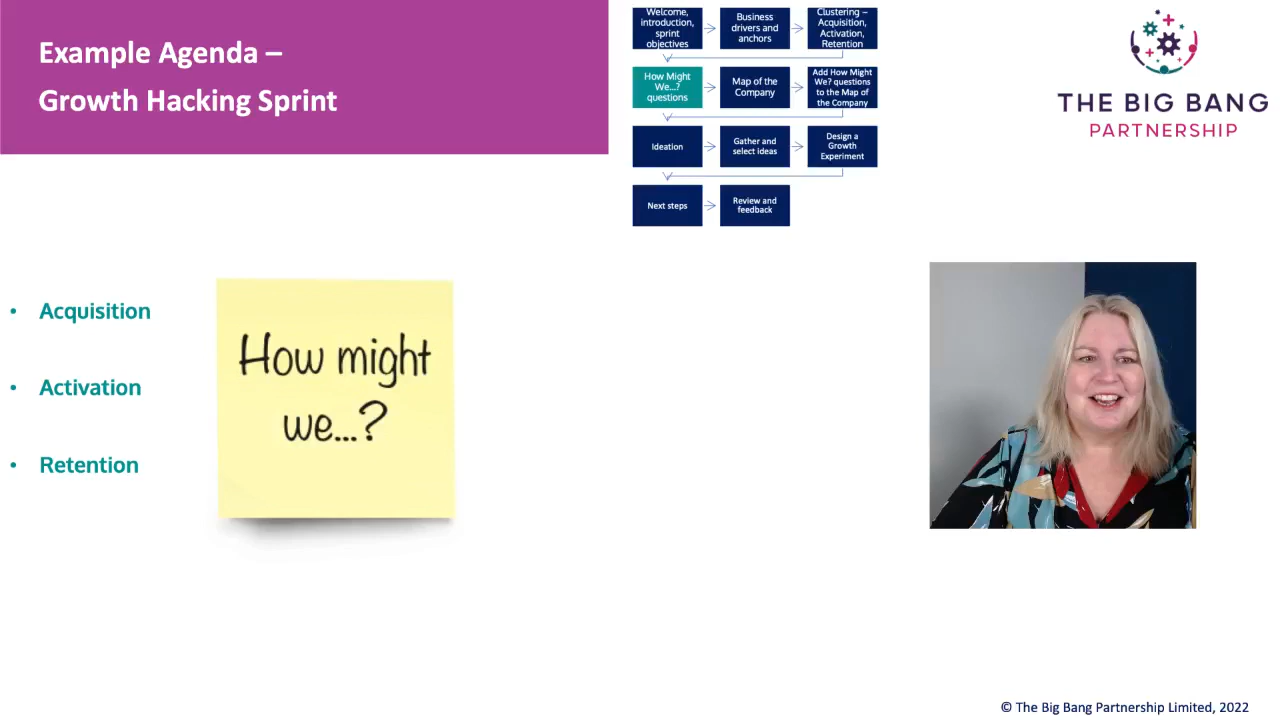 Example Agenda –
Growth Hacking Sprint
Welcome,
introduction,
sprint
objectives
Business
drivers and
anchors
Clustering –
Acquisition,
Activation,
Retention
How Might
We...?
questions
Map of the
Company
Add How Might
We? questions
to the Map of
the Company
Ideation
Gather and
select ideas
Design a
Growth
Experiment
Next steps
Review and
feedback
THE BIG BANG
PARTNERSHIP
• Acquisition
• Activation
• Retention
How might
we...?
© The Big Bang Partnership Limited, 2022